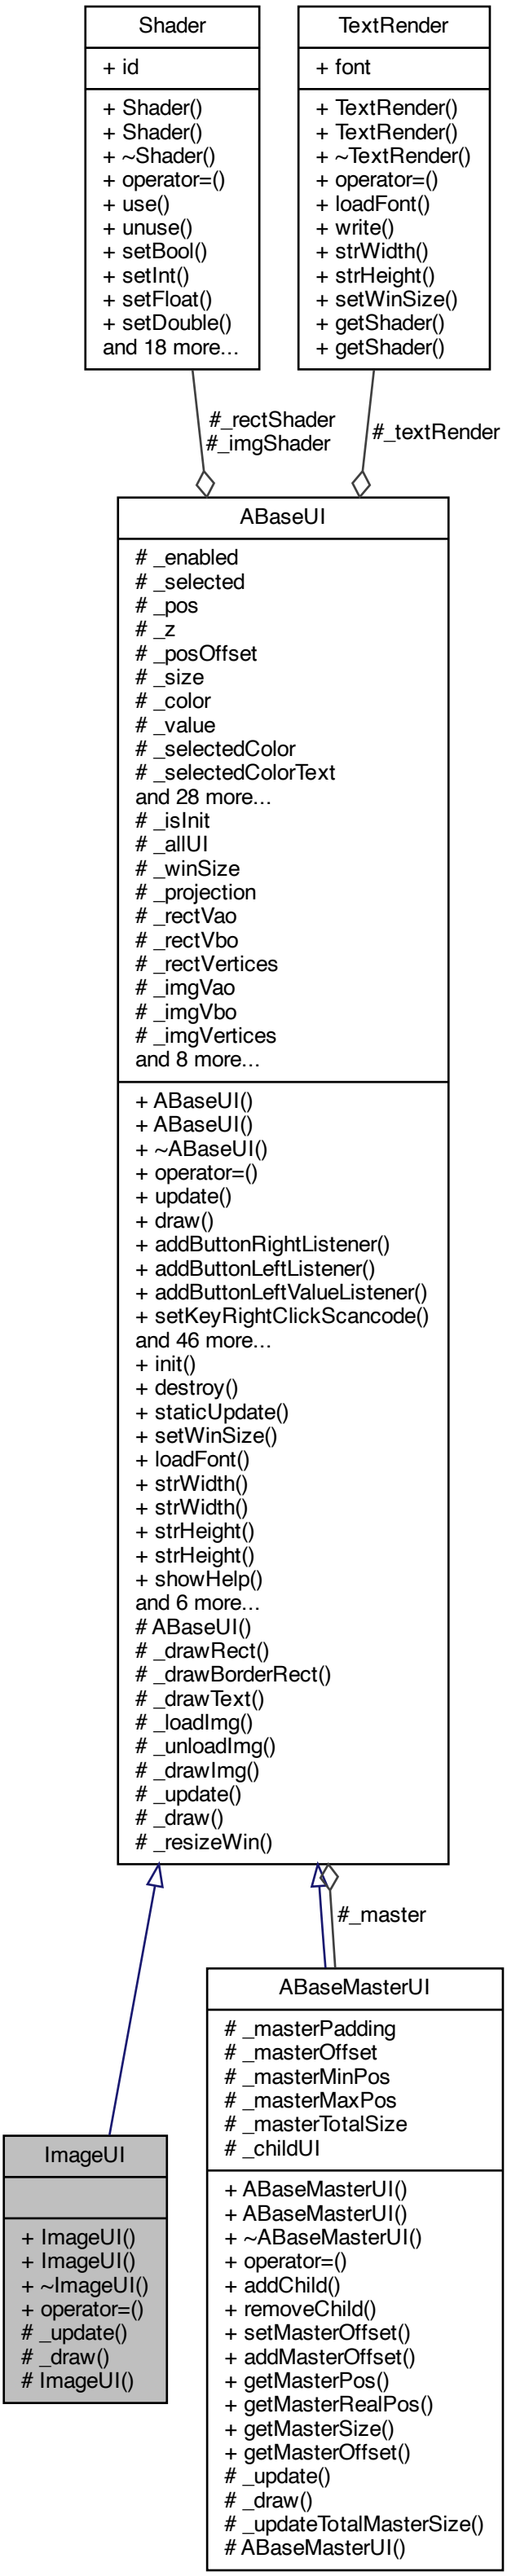 Shader
+ id
+ Shader()
+ Shader()
+ ~Shader()
+ operator=()
+ use()
+ unuse()
+ setBool()
+ setInt()
+ setFloat()
+ setDouble()
and 18 more...
TextRender
+ font
+ TextRender()
+ TextRender()
+ ~TextRender()
+ operator=()
+ loadFont()
+ write()
+ strWidth()
+ strHeight()
+ setWinSize()
+ getShader()
+ getShader()
#_rectShader
#_imgShader
#_textRender
ABaseUI
# _enabled
# _selected
# _pos
# _z
# _posOffset
# _size
# _color
# _value
# _selectedColor
# _selectedColorText
and 28 more...
# _isInit
# _allUI
# _winSize
# _projection
# _rectVao
# _rectVbo
# _rectVertices
# _imgVao
# _imgVbo
# _imgVertices
and 8 more...
+ ABaseUI()
+ ABaseUI()
+ ~ABaseUI()
+ operator=()
+ update()
+ draw()
+ addButtonRightListener()
+ addButtonLeftListener()
+ addButtonLeftValueListener()
+ setKeyRightClickScancode()
and 46 more...
+ init()
+ destroy()
+ staticUpdate()
+ setWinSize()
+ loadFont()
+ strWidth()
+ strWidth()
+ strHeight()
+ strHeight()
+ showHelp()
and 6 more...
# ABaseUI()
# _drawRect()
# _drawBorderRect()
# _drawText()
# _loadImg()
# _unloadImg()
# _drawImg()
# _update()
# _draw()
# _resizeWin()
#_master
ABaseMasterUI
# _masterPadding
# _masterOffset
# _masterMinPos
# _masterMaxPos
# _masterTotalSize
# _childUI
+ ABaseMasterUI()
+ ABaseMasterUI()
+ ~ABaseMasterUI()
+ operator=()
+ addChild()
+ removeChild()
+ setMasterOffset()
+ addMasterOffset()
+ getMasterPos()
+ getMasterRealPos()
+ getMasterSize()
+ getMasterOffset()
# _update()
# _draw()
# _updateTotalMasterSize()
# ABaseMasterUI()
ImageUI
+ ImageUI()
+ ImageUI()
+ ~ImageUI()
+ operator=()
# _update()
# _draw()
# ImageUI()